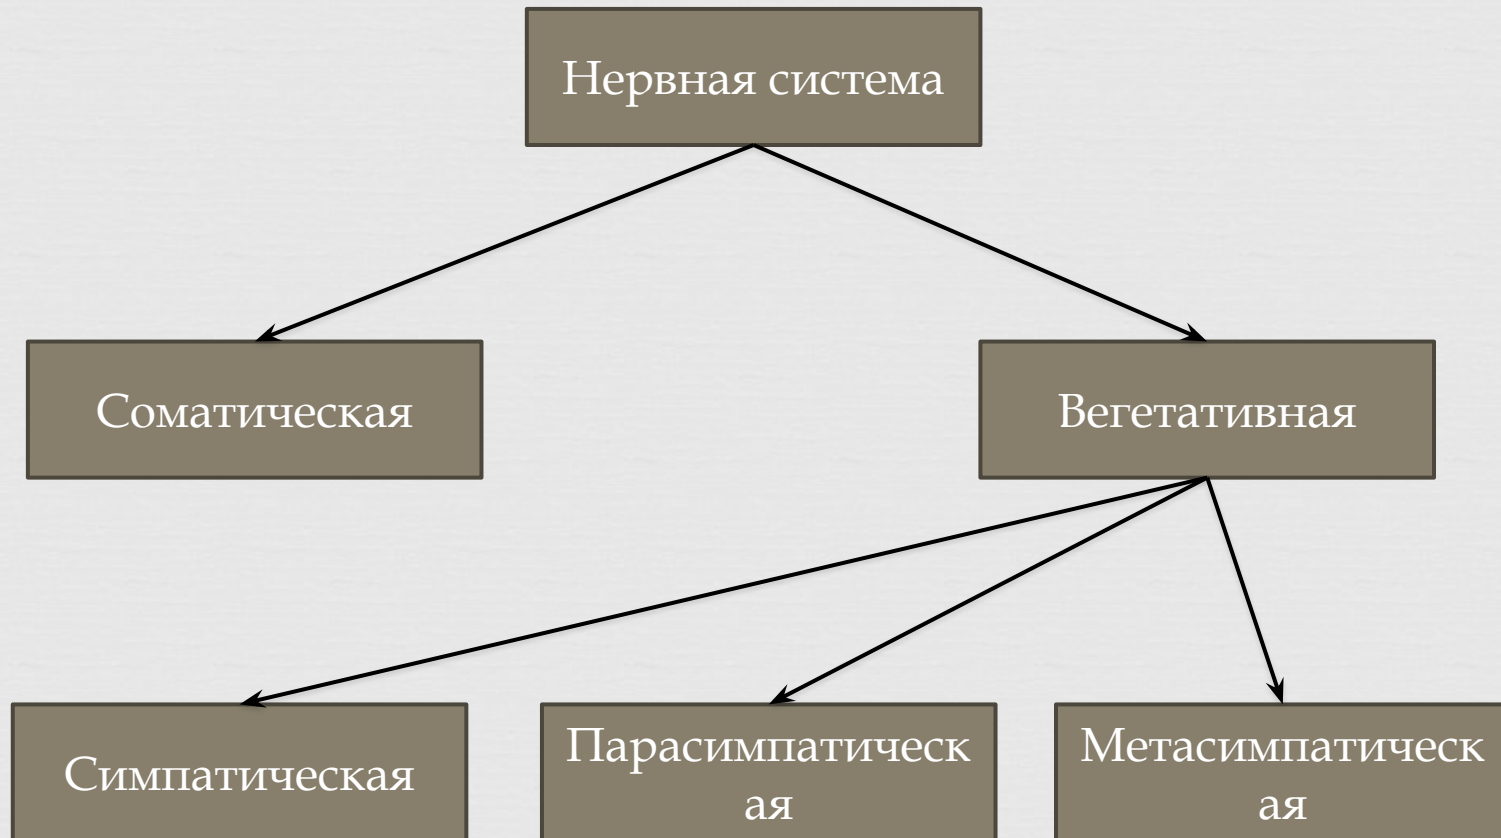 Нервная система
Соматическая
Вегетативная
Симпатическая
Парасимпатическ
ая
Метасимпатическ
ая